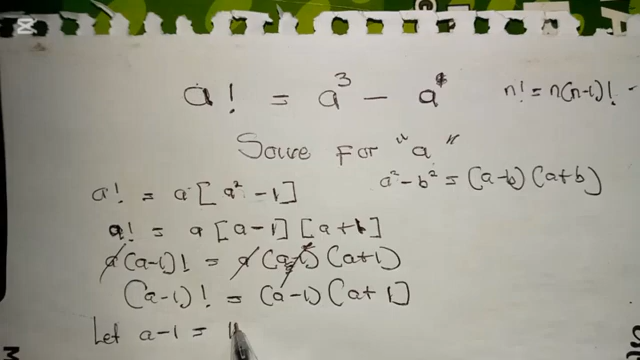 a! = a³ - a
n! = n(n-1)! -
Solve For "a"
a² - b² = (a-b)(a+b)
a! = a[a² - 1]
a! = a[a-1][a+1]
a(a-1)! = a(a-1)(a+1)
(a-1)! = (a-1)(a+1]
Let a-1 =